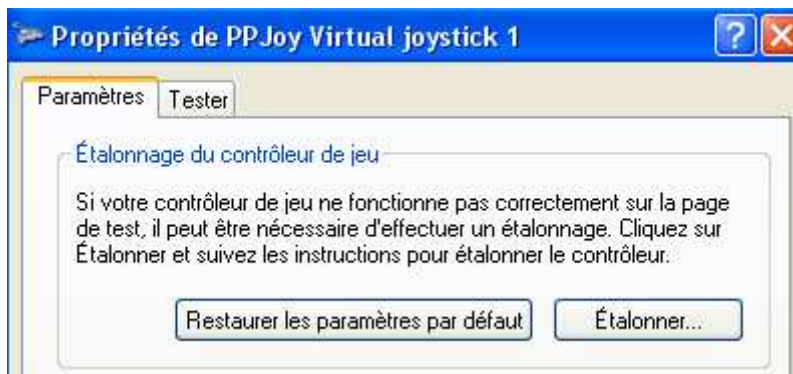 Propriétés de PPJoy Virtual joystick 1
Paramètres Tester
Étalonnage du contrôleur de jeu
Si votre contrôleur de jeu ne fonctionne pas correctement sur la page
de test, il peut être nécessaire d'effectuer un étalonnage. Cliquez sur
Étalonner et suivez les instructions pour étalonner le contrôleur.
Restaurer les paramètres par défaut Étalonner...